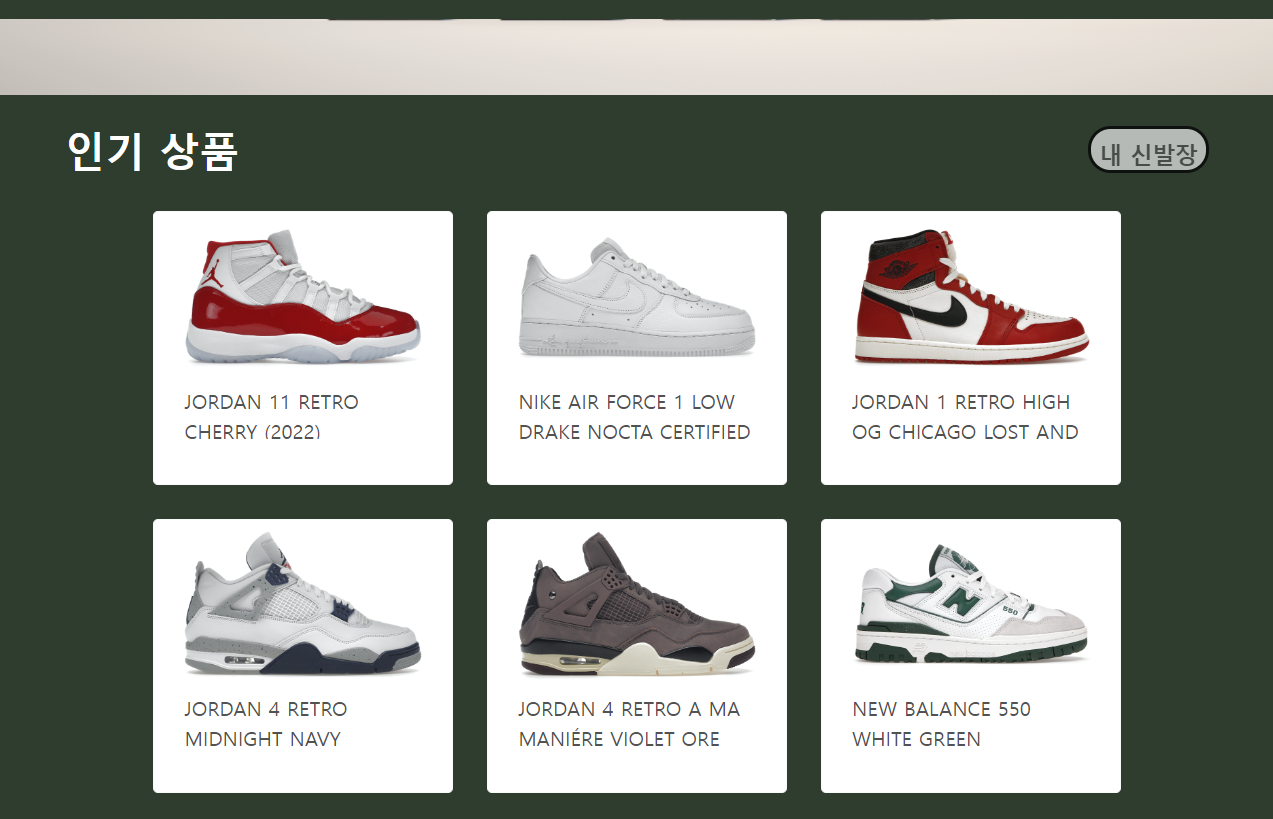 인기 상품
내 신발장
JORDAN 11 RETRO
CHERRY (2022)
NIKE AIR FORCE 1 LOW
DRAKE NOCTA CERTIFIED
JORDAN 1 RETRO HIGH
OG CHICAGO LOST AND
JORDAN 4 RETRO
MIDNIGHT NAVY
JORDAN 4 RETRO A MA
MANIÉRE VIOLET ORE
550
NEW BALANCE 550
WHITE GREEN